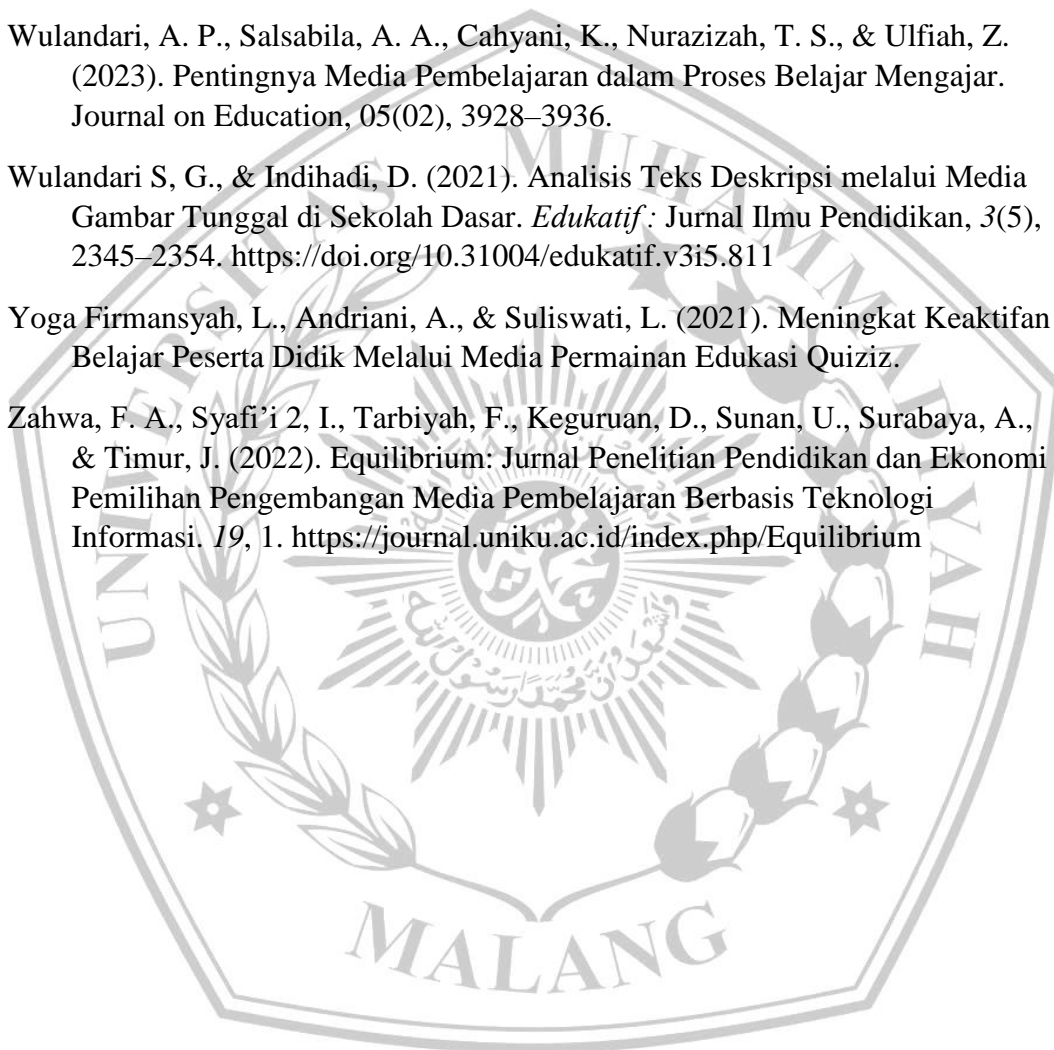 Wulandari, A. P., Salsabila, A. A., Cahyani, K., Nurazizah, T. S., & Ulfiah, Z.
(2023). Pentingnya Media Pembelajaran dalam Proses Belajar Mengajar.
Journal on Education, 05(02), 3928–3936.
Wulandari S, G., & Indihadi, D. (2021). Analisis Teks Deskripsi melalui Media
Gambar Tunggal di Sekolah Dasar. Edukatif : Jurnal Ilmu Pendidikan, 3(5),
2345–2354. https://doi.org/10.31004/edukatif.v3i5.811
Yoga Firmansyah, L., Andriani, A., & Suliswati, L. (2021). Meningkat Keaktifan
Belajar Peserta Didik Melalui Media Permainan Edukasi Quiziz.
Zahwa, F. A., Syafi’i 2, I., Tarbiyah, F., Keguruan, D., Sunan, U., Surabaya, A.,
& Timur, J. (2022). Equilibrium: Jurnal Penelitian Pendidikan dan Ekonomi
Pemilihan Pengembangan Media Pembelajaran Berbasis Teknologi
Informasi. 19, 1. https://journal.uniku.ac.id/index.php/Equilibrium
UNIVERSITAS MUHAMMADIYAH
MALANG